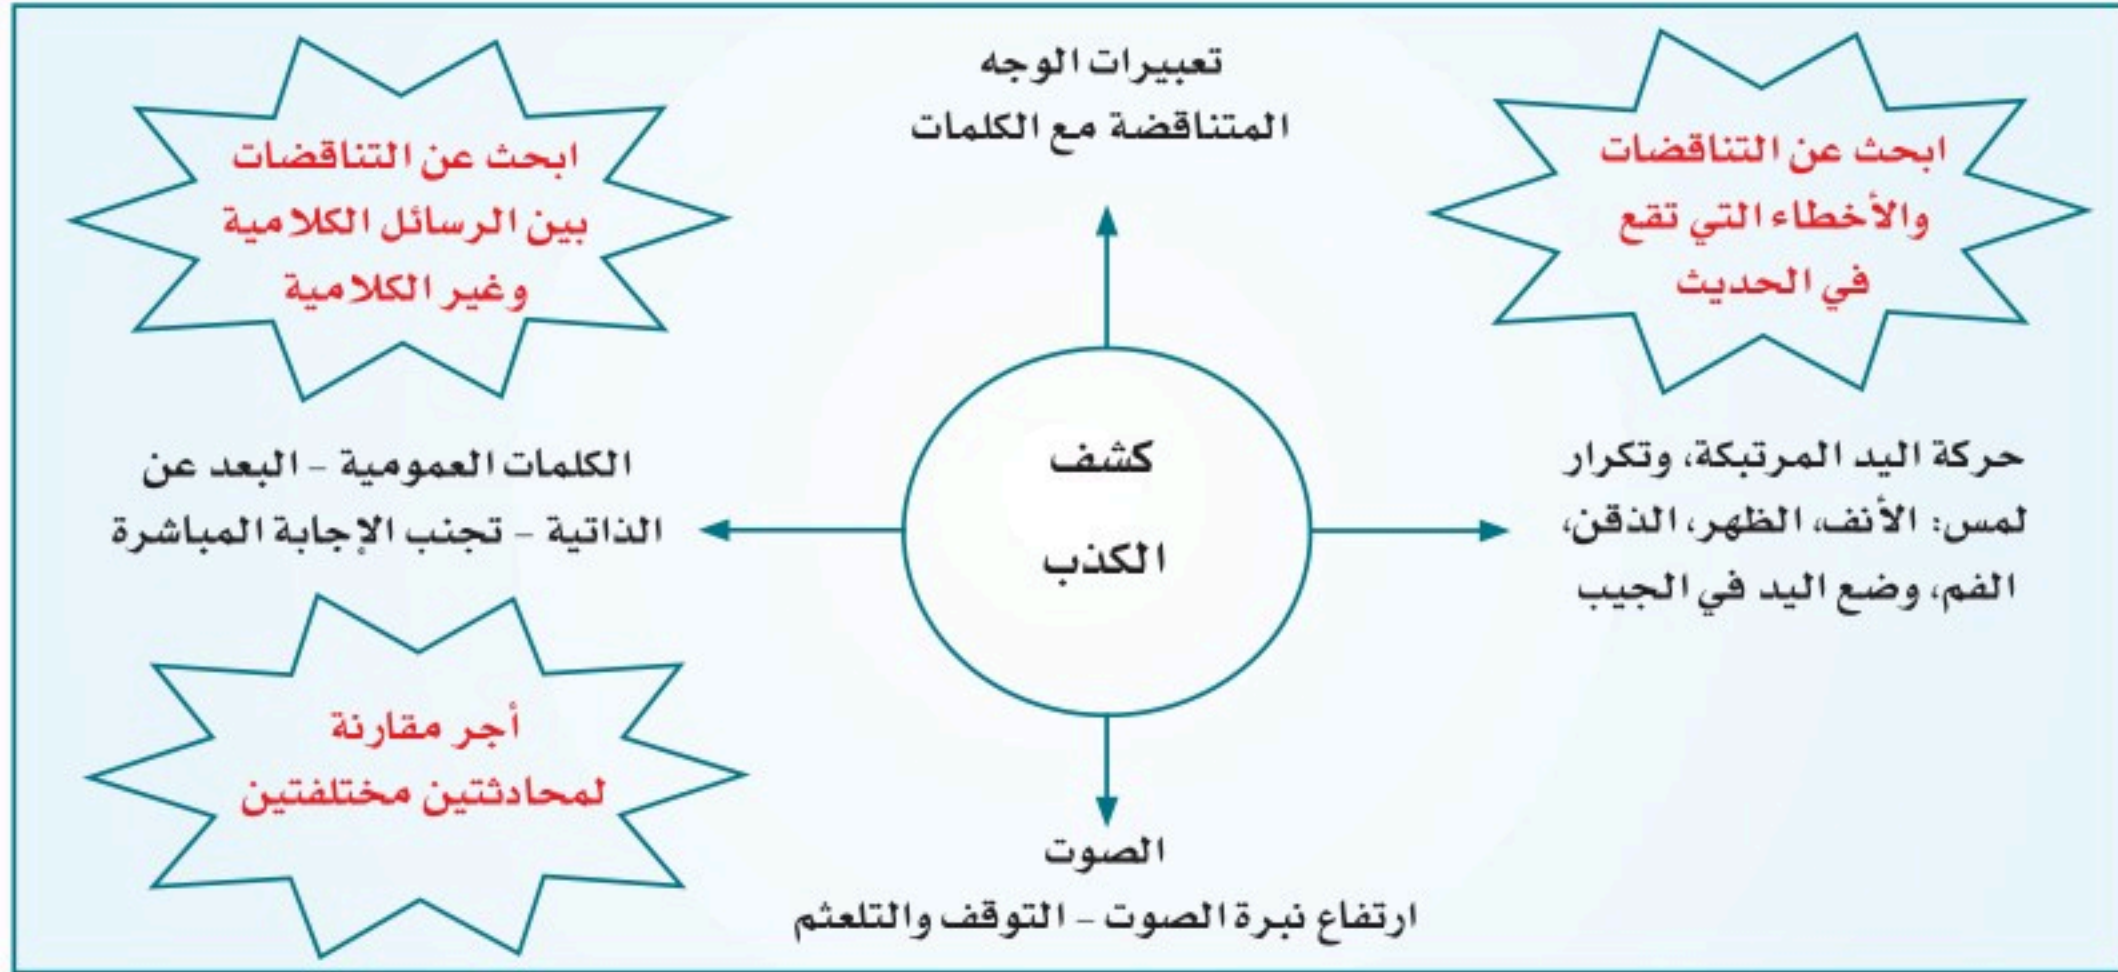 تعبيرات الوجه
المتناقضة مع الكلمات
ابحث عن التناقضات
والأخطاء التي تقع
في الحديث
ابحث عن التناقضات
بين الرسائل الكلامية
وغير الكلامية
حركة اليد المرتبكة، وتكرار
لمس: الأنف، الظهر، الذقن،
الفم، وضع اليد في الجيب
كشف
الكذب
الكلمات العمومية – البعد عن
الذاتية – تجنب الإجابة المباشرة
أجر مقارنة
لمحادثتين مختلفتين
الصوت
ارتفاع نبرة الصوت – التوقف والتلعثم